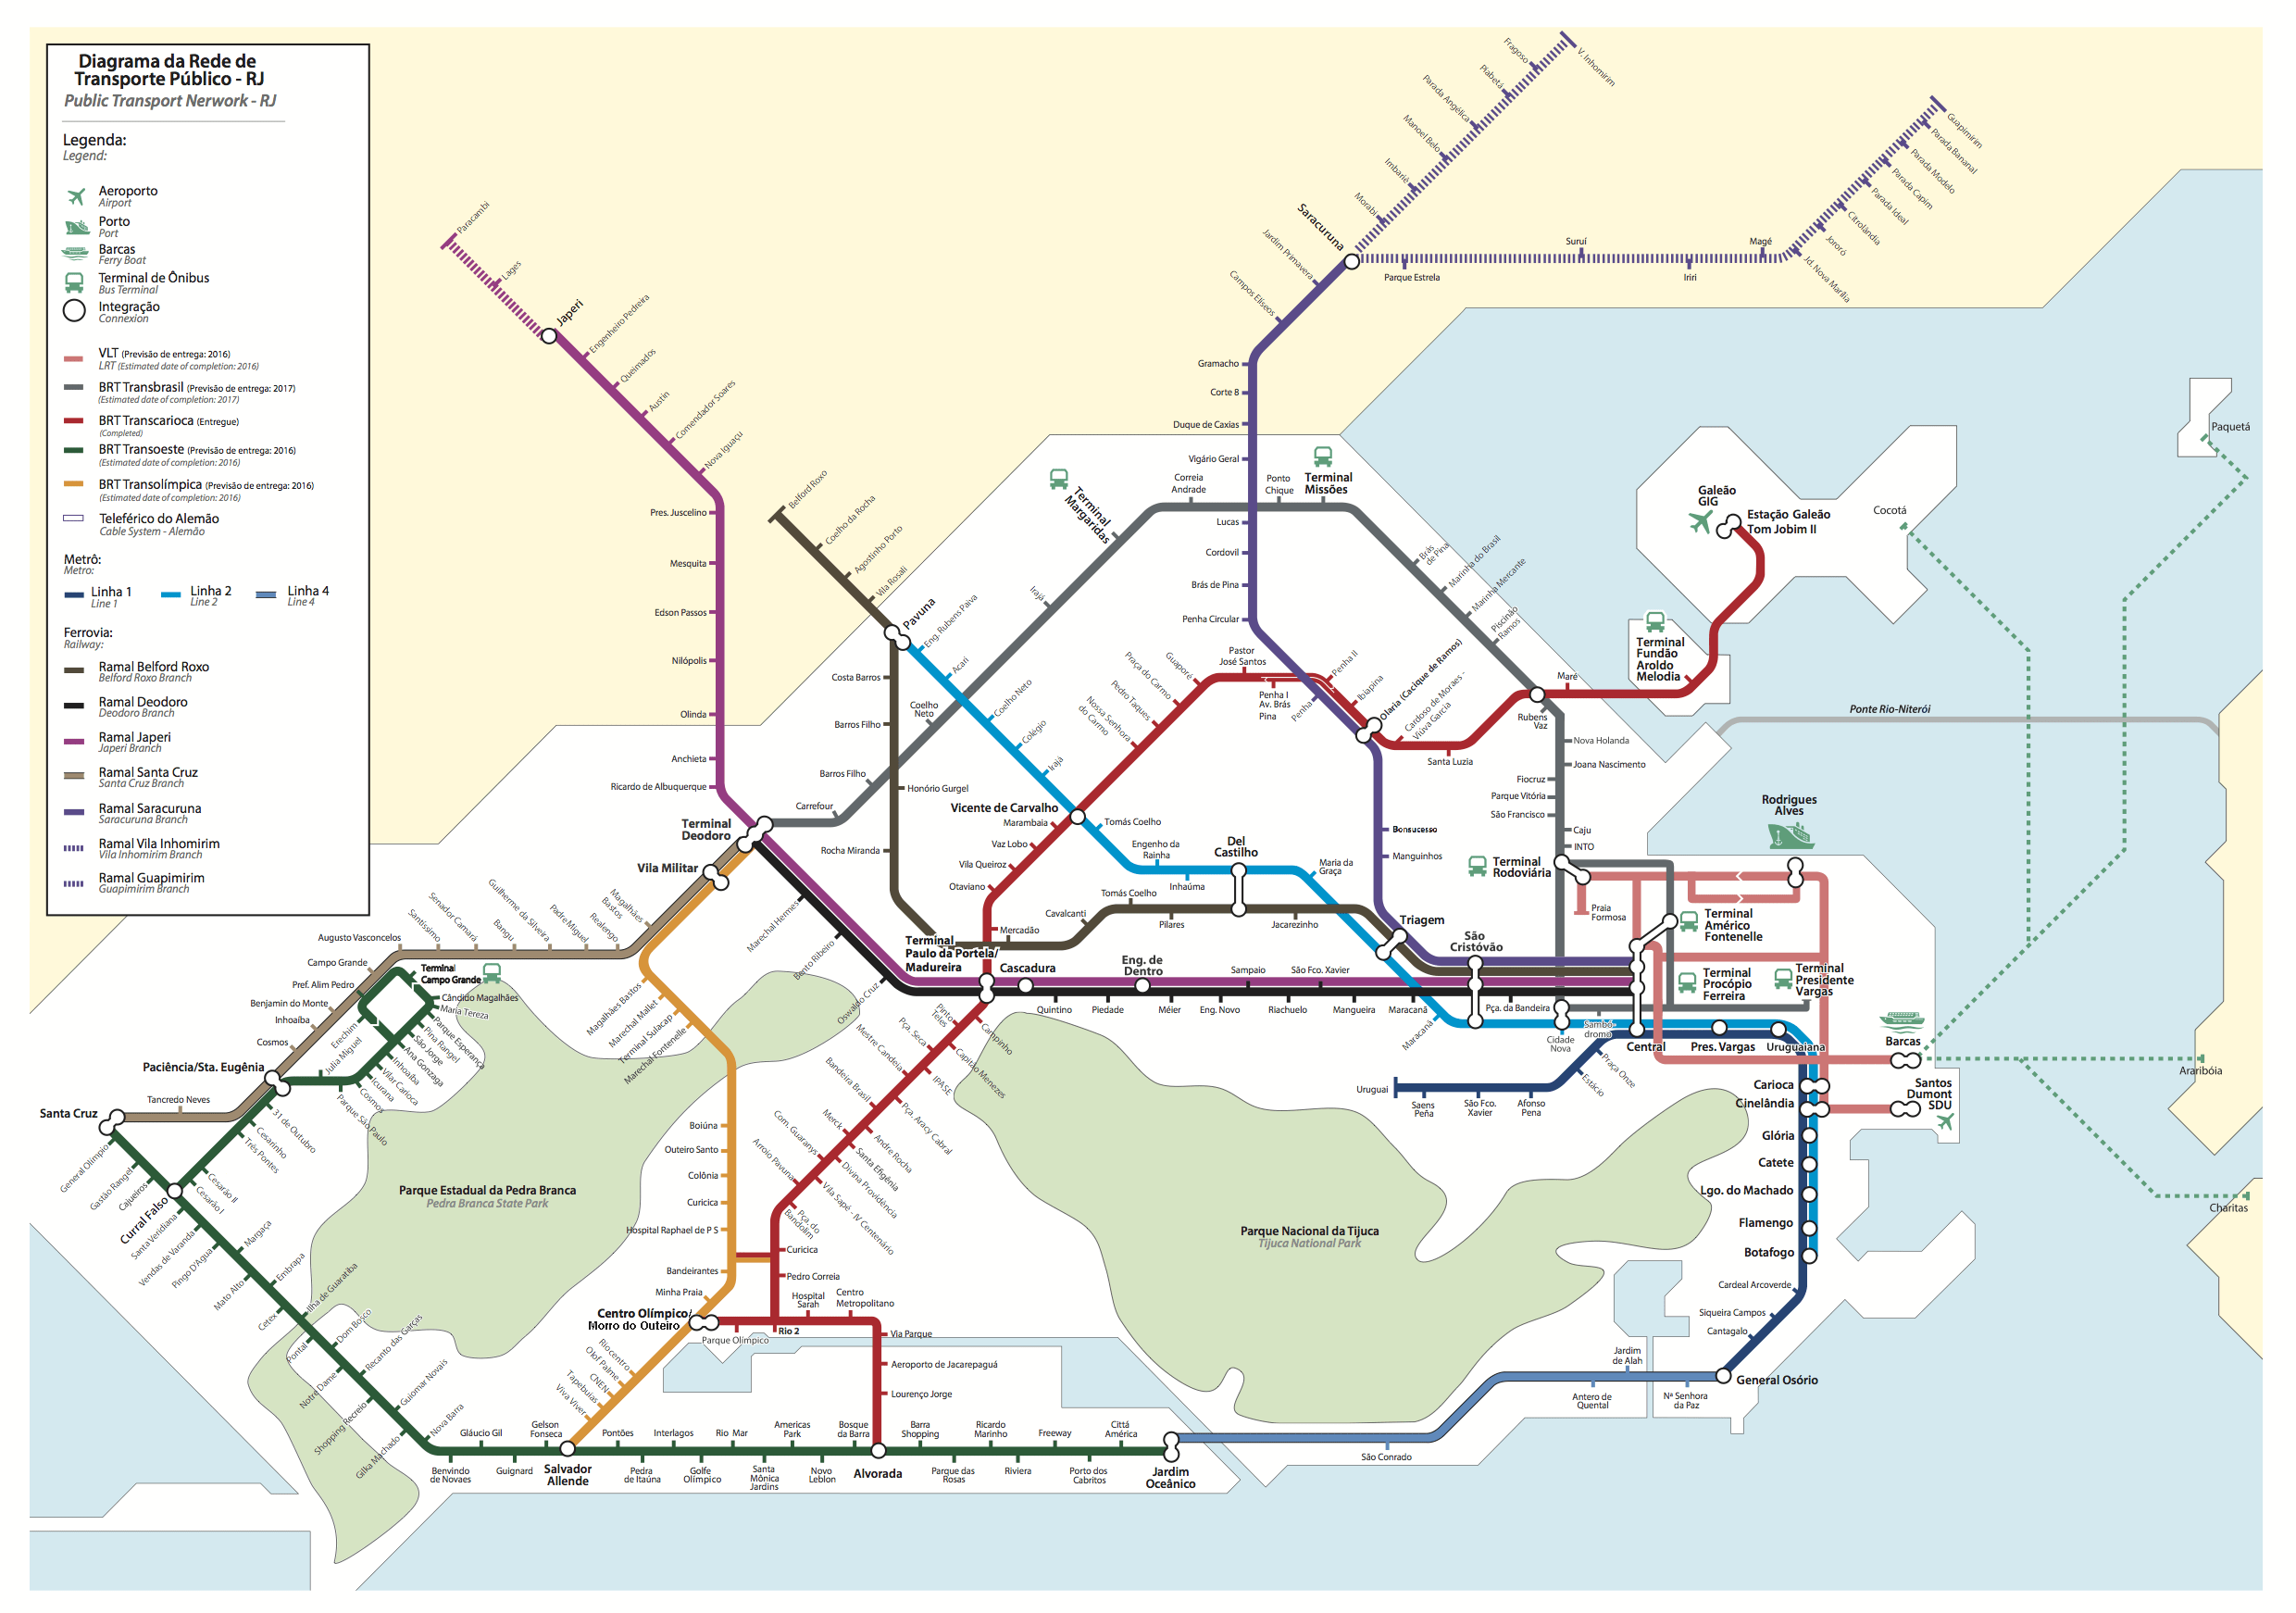 Diagrama da Rede de
Transporte Público - RJ
Public Transport Nerwork - RJ
Legenda:
Legend:
Aeroporto
Airport
Porto
Port
Barcas
Ferry Boat
Terminal de Ônibus
Bus Terminal
Integração
Connexion
VLT (Previsão de entrega: 2016)
LRT (Estimated date of completion: 2016)
BRT Transbrasil (Previsão de entrega: 2017)
(Estimated date of completion: 2017)
BRT Transcarioca (Entregue)
(Completed)
BRT Transoeste (Previsão de entrega: 2016)
(Estimated date of completion: 2016)
BRT Transolímpica (Previsão de entrega: 2016)
(Estimated date of completion: 2016)
Teleférico do Alemão
Cable System - Alemão
Metrô:
Metro:
Linha 1
Line 1
Linha 2
Line 2
Linha 4
Line 4
Ferrovia:
Railway:
Ramal Belford Roxo
Belford Roxo Branch
Ramal Deodoro
Deodoro Branch
Ramal Japeri
Japeri Branch
Ramal Santa Cruz
Santa Cruz Branch
Ramal Saracuruna
Saracuruna Branch
Ramal Vila Inhomirim
Vila Inhomirim Branch
Ramal Guapimirim
Guapimirim Branch
Paracambi
Lages
Japeri
Engenheiro Pedreira
Queimados
Austin
Comendador Soares
Nova Iguaçu
Pres. Juscelino
Mesquita
Edson Passos
Nilópolis
Olinda
Anchieta
Ricardo de Albuquerque
Terminal
Deodoro
Vila Militar
V. Inhomirim
Fragoso
Piabetá
Parada Angélica
Manoel Belo
Imbariê
Morabi
Saracuruna
Jardim Primavera
Campos Elíseos
Gramacho
Corte 8
Duque de Caxias
Vigário Geral
Lucas
Cordovil
Brás de Pina
Penha Circular
Penha
Guapimirim
Parada Bananal
Parada Modelo
Parada Capim
Parada Ideal
Citrolândia
Jororó
Jd. Nova Marília
Magé
Iriri
Suruí
Parque Estrela
Belford Roxo
Coelho da Rocha
Agostinho Porto
Vila Rosali
Pavuna
Costa Barros
Barros Filho
Honório Gurgel
Rocha Miranda
Mercadão
Cavalcanti
Tomás Coelho
Pilares
Jacarezinho
Eng. Rubens Paiva
Acari
Coelho Neto
Colégio
Irajá
Vicente de Carvalho
Tomás Coelho
Engenho da
Rainha
Inhaúma
Del
Castilho
Maria da
Graça
Triagem
Maracanã
São
Cristóvão
Carrefour
Barros Filho
Coelho
Neto
Irajá
Terminal
Margaridas
Correia
Andrade
Ponto
Chique
Terminal
Missões
Brás
de Pina
Marinha do Brasil
Marinha Mercante
Piscinão
Ramos
Rubens
Vaz
Nova Holanda
Joana Nascimento
Fiocruz
Parque Vitória
São Francisco
Caju
INTO
Terminal
Rodoviária
Galeão
GIG
Estação Galeão
Tom Jobim II
Terminal
Fundão
Aroldo
Melodia
Maré
Santa Luzia
Cardoso de Moraes -
Viúva Garcia
Olaria (Cacique de Ramos)
Ibiapina
Penha II
Penha I
Av. Brás
Pina
Pastor
José Santos
Guaporé
Praça do Carmo
Pedro Taques
Nossa Senhora
do Carmo
Marambaia
Vaz Lobo
Vila Queiroz
Otaviano
Terminal
Paulo da Portela/
Madureira
Bonsucesso
Manguinhos
Cocotá
Paquetá
Ponte Rio-Niterói
Rodrigues
Alves
Praia
Formosa
Terminal
Américo
Fontenelle
Terminal
Procópio
Ferreira
Terminal
Presidente
Vargas
Barcas
Santos
Dumont
SDU
Araribóia
Charitas
Marechal Hermes
Bento Ribeiro
Oswaldo Cruz
Cascadura
Quintino
Piedade
Eng. de
Dentro
Méier
Eng. Novo
Sampaio
Riachuelo
São Fco. Xavier
Mangueira
Maracanã
Pça. da Bandeira
Sambó-
dromo
Cidade
Nova
Central
Pres. Vargas
Uruguaiana
Carioca
Cinelândia
Glória
Catete
Lgo. do Machado
Flamengo
Botafogo
Cardeal Arcoverde
Siqueira Campos
Cantagalo
General Osório
Praça Onze
Estácio
Afonso
Pena
São Fco.
Xavier
Saens
Peña
Uruguai
Nª Senhora
da Paz
Jardim
de Alah
Antero de
Quental
São Conrado
Jardim
Oceânico
Magalhães
Bastos
Realengo
Padre Miguel
Guilherme da Silveira
Bangu
Senador Camará
Santíssimo
Augusto Vasconcelos
Campo Grande
Pref. Alim Pedro
Benjamin do Monte
Inhoaíba
Cosmos
Paciência/Sta. Eugênia
Tancredo Neves
Santa Cruz
Terminal
Campo Grande
Cândido Magalhães
Maria Tereza
Parque Esperança
Pina Rangel
São Jorge
Ana Gonzaga
Inhoaíba
Vilar Carioca
Icurana
Cosmos
Parque São Paulo
Julia Miguel
Erechim
31 de Outubro
Cesarinho
Três Pontes
Cesarão II
Cesarão I
Curral Falso
General Olímpio
Gastão Rangel
Cajueiros
Santa Veridiana
Vendas de Varanda
Pingo D'Água
Margaça
Mato Alto
Embrapa
Cetex
Ilha de Guaratiba
Pontal
Dom Bosco
Notre Dame
Recanto das Garças
Shopping Recreio
Guiomar Novais
Gilka Machado
Nova Barra
Benvindo
de Novaes
Gláucio Gil
Guignard
Gelson
Fonseca
Salvador
Allende
Pontões
Pedra
de Itaúna
Interlagos
Golfe
Olímpico
Rio Mar
Santa
Mônica
Jardins
Americas
Park
Novo
Leblon
Bosque
da Barra
Alvorada
Barra
Shopping
Parque das
Rosas
Ricardo
Marinho
Riviera
Freeway
Porto dos
Cabritos
Cittá
América
Magalhães Bastos
Marechal Mallet
Terminal Sulacap
Marechal Fontenelle
Boiúna
Outeiro Santo
Colônia
Curicica
Hospital Raphael de P S
Bandeirantes
Minha Praia
Centro Olímpico/
Morro do Outeiro
Riocentro
Olof Palme
CNEN
Tapebuias
Viva Viver
Pinto
Teles
Campinho
Pça. Seca
Capitão Menezes
Mestre Candeia
IPASE
Bandeira Brasil
Pça. Aracy Cabral
Merck
Andre Rocha
Com. Guaranys
Santa Efigênia
Divina Providência
Arroio Pavuna
Vila Sapê - IV Centenário
Pça. do
Bandolim
Curicica
Pedro Correia
Rio 2
Parque Olímpico
Hospital
Sarah
Centro
Metropolitano
Via Parque
Aeroporto de Jacarepaguá
Lourenço Jorge
Parque Estadual da Pedra Branca
Pedra Branca State Park
Parque Nacional da Tijuca
Tijuca National Park